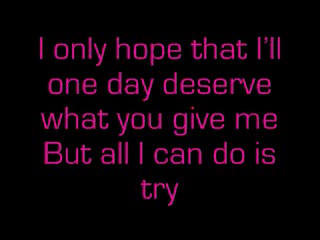 I only hope that I'll
one day deserve
what you give me
But all I can do is
try